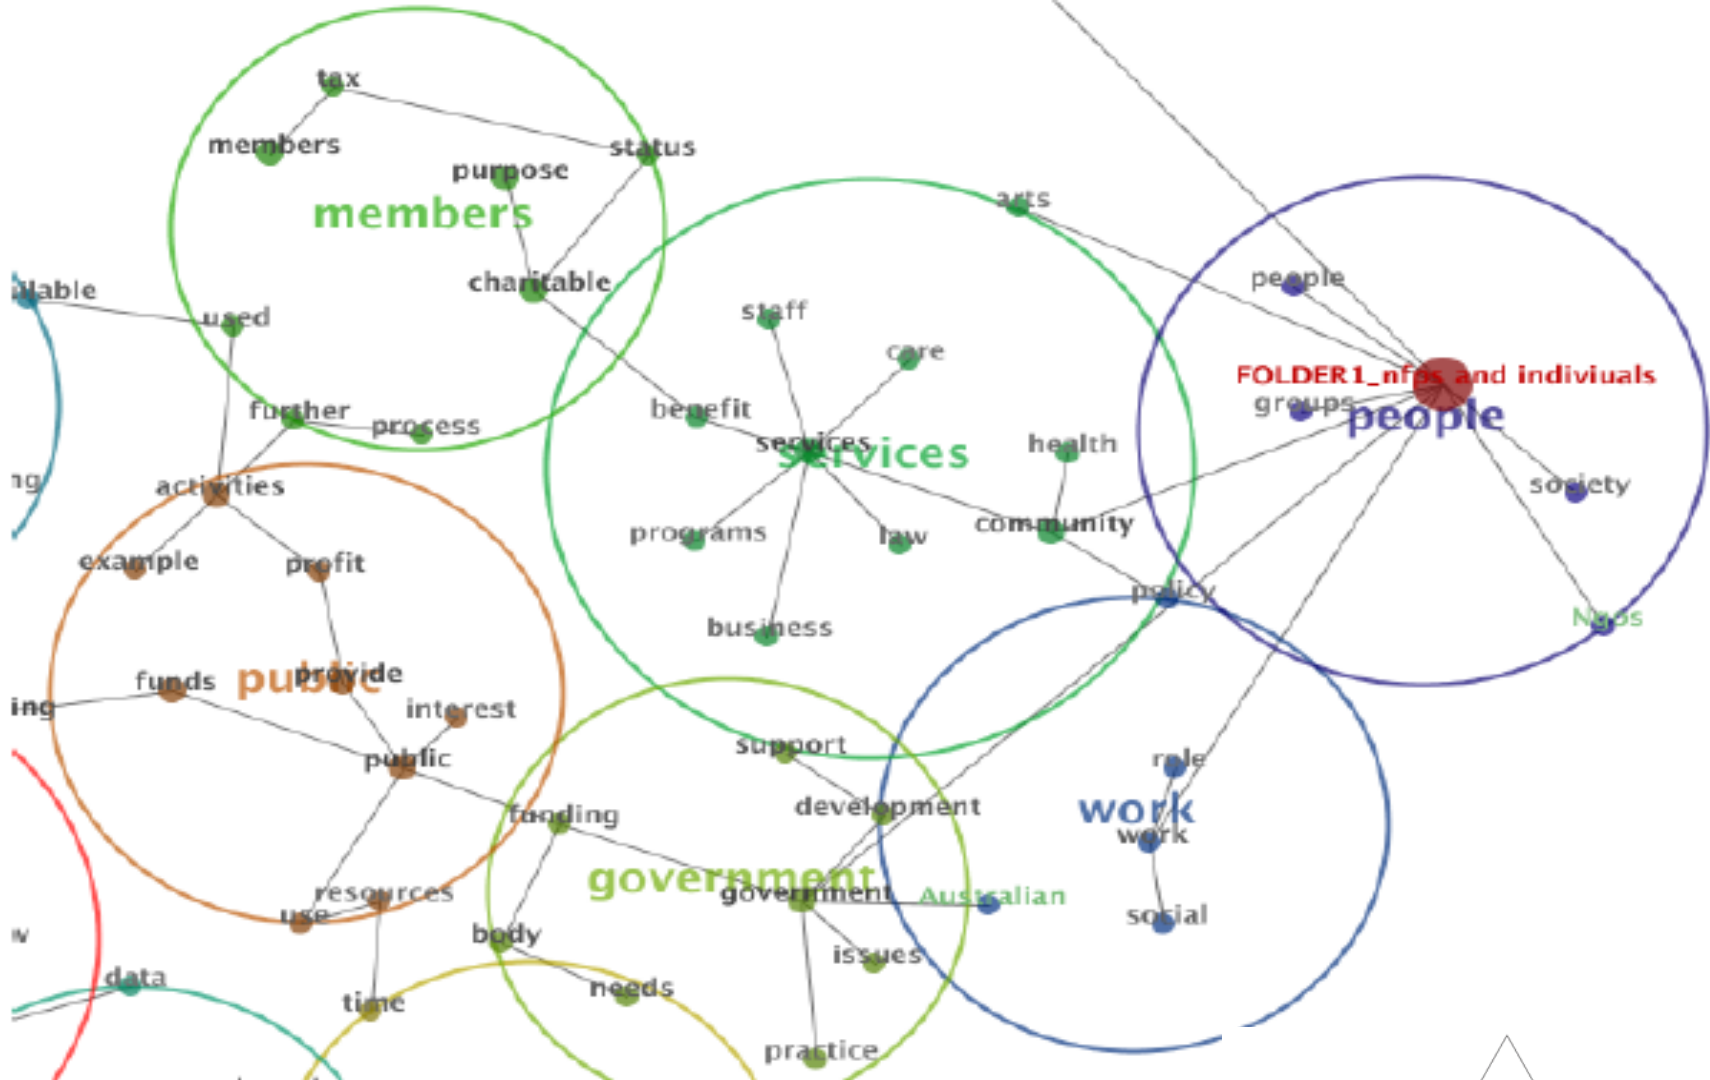 tax
members
status
purpose
members
arts
charitable
people
used
staff
care
FOLDER1_nfps and indiviuals
groups
people
further
process
benefit
services
services
health
activities
society
programs
law
community
example
profit
policy
Ngos
business
funds
public
provide
interest
public
support
role
development
work
work
funding
government
government
Australian
resources
use
social
body
issues
data
needs
time
practice